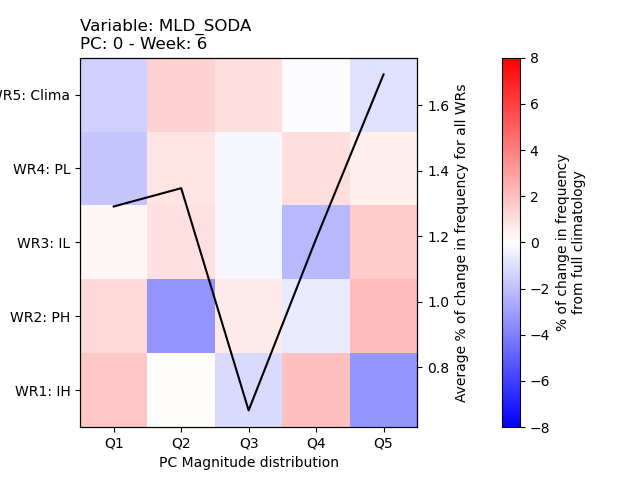 Variable: MLD_SODA
PC: 0 - Week: 6
WR5: Clima
WR4: PL
WR3: IL
WR2: PH
WR1: IH
Q1 Q2 Q3 Q4 Q5
PC Magnitude distribution
1.6
1.4
1.2
1.0
0.8
Average % of change in frequency for all WRs
8
6
4
2
0
−2
−4
−6
−8
% of change in frequency
from full climatology